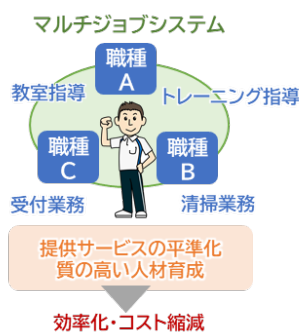 マルチジョブシステム
職種
A
教室指導
トレーニング指導
職種
C
職種
B
受付業務
清掃業務
提供サービスの平準化
質の高い人材育成
効率化・コスト縮減